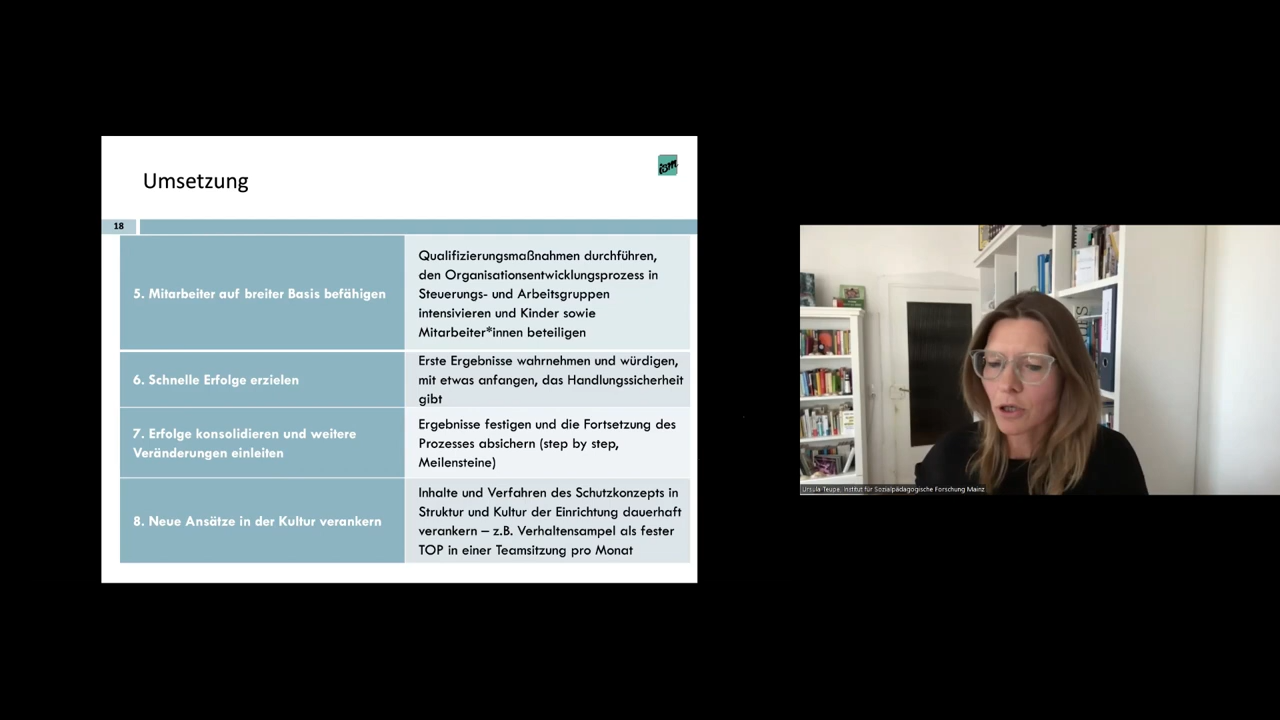 Umsetzung
ism
18
5. Mitarbeiter auf breiter Basis befähigen
Qualifizierungsmaßnahmen durchführen,
den Organisationsentwicklungsprozess in
Steuerungs- und Arbeitsgruppen
intensivieren und Kinder sowie
Mitarbeiter*innen beteiligen
6. Schnelle Erfolge erzielen
Erste Ergebnisse wahrnehmen und würdigen,
mit etwas anfangen, das Handlungssicherheit
gibt
7. Erfolge konsolidieren und weitere
Veränderungen einleiten
Ergebnisse festigen und die Fortsetzung des
Prozesses absichern (step by step,
Meilensteine)
8. Neue Ansätze in der Kultur verankern
Inhalte und Verfahren des Schutzkonzepts in
Struktur und Kultur der Einrichtung dauerhaft
verankern – z.B. Verhaltensampel als fester
TOP in einer Teamsitzung pro Monat
Ursula Teupe, Institut für Sozialpädagogische Forschung Mainz